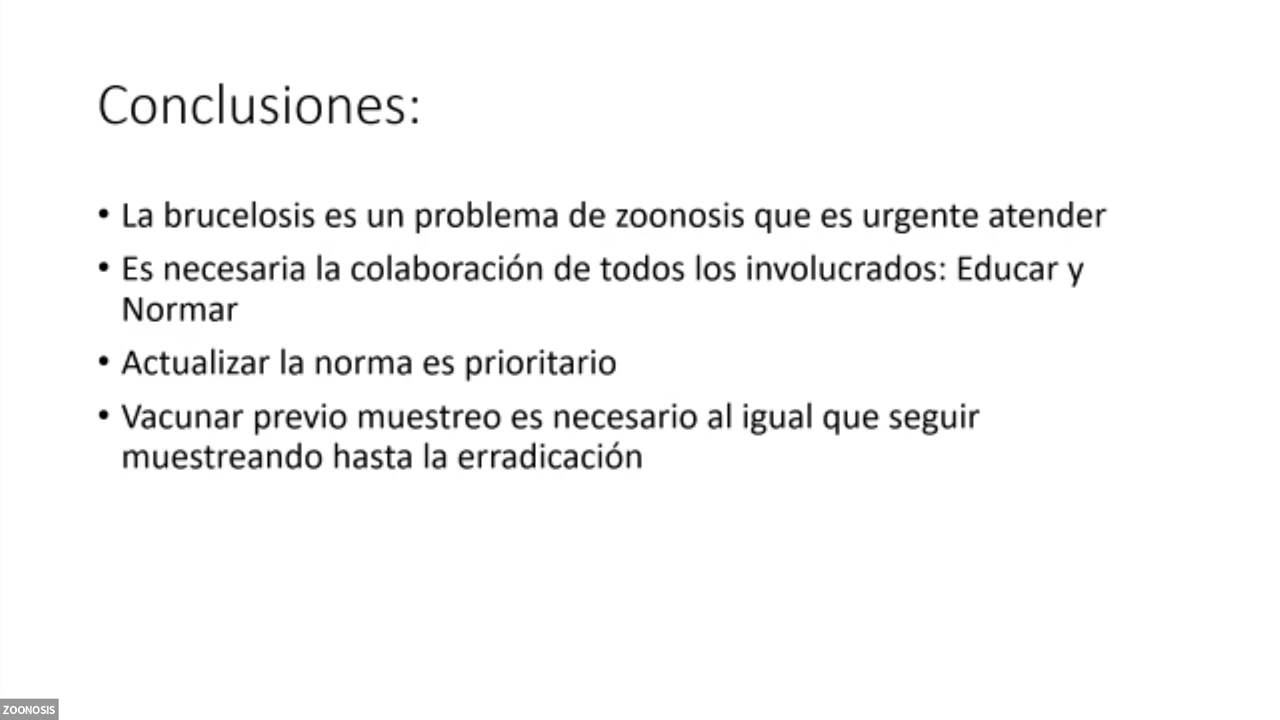 Conclusiones:
• La brucelosis es un problema de zoonosis que es urgente atender
• Es necesaria la colaboración de todos los involucrados: Educar y
Normar
• Actualizar la norma es prioritario
• Vacunar previo muestreo es necesario al igual que seguir
muestreando hasta la erradicación
ZOONOSIS